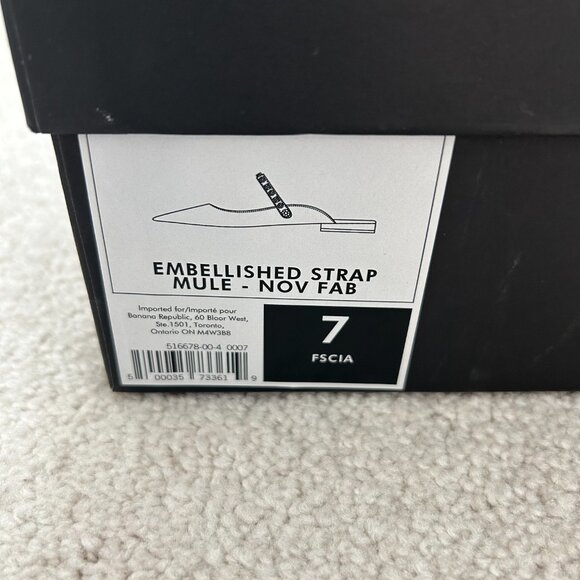 EMBELLISHED STRAP
MULE - NOV FAB
Imported for/Importé pour
Banana Republic, 60 Bloor West,
Ste.1501, Toronto,
Ontario ON M4W3B8
516678-00-4 0007
5 00035 73361 9
7
FSCIA